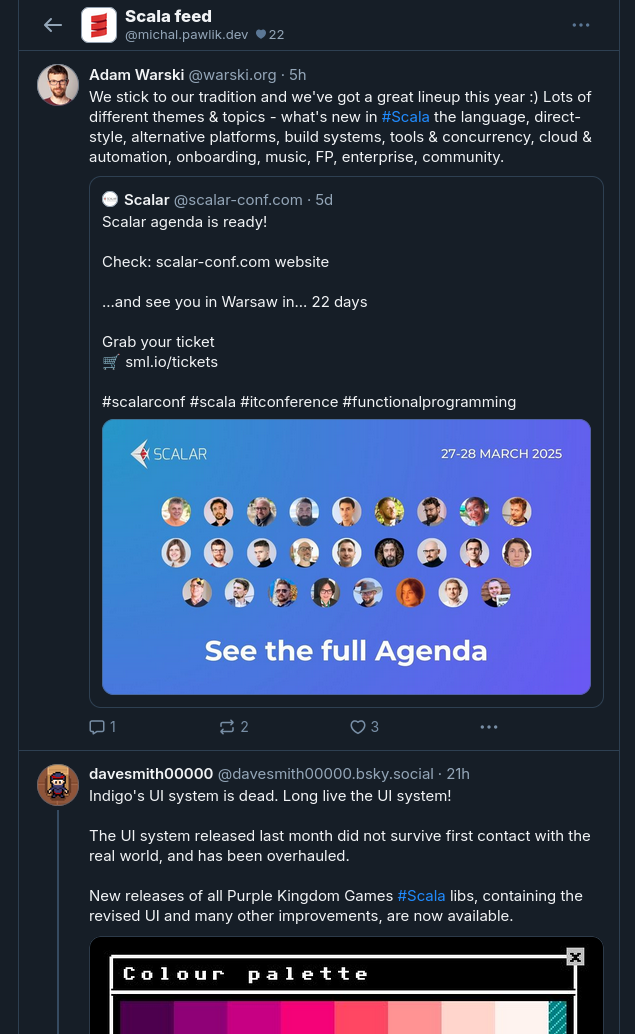 Scala feed
@michal.pawlik.dev 22
Adam Warski @warski.org · 5h
We stick to our tradition and we've got a great lineup this year :) Lots of
different themes & topics - what's new in #Scala the language, direct-
style, alternative platforms, build systems, tools & concurrency, cloud &
automation, onboarding, music, FP, enterprise, community.
Scalar @scalar-conf.com · 5d
Scalar agenda is ready!
Check: scalar-conf.com website
...and see you in Warsaw in... 22 days
Grab your ticket
🛒 sml.io/tickets
#scalarconf #scala #itconference #functionalprogramming
SCALAR
27-28 MARCH 2025
See the full Agenda
1 2 3
davesmith00000 @davesmith00000.bsky.social · 21h
Indigo's UI system is dead. Long live the UI system!
The UI system released last month did not survive first contact with the
real world, and has been overhauled.
New releases of all Purple Kingdom Games #Scala libs, containing the
revised UI and many other improvements, are now available.
Colour palette